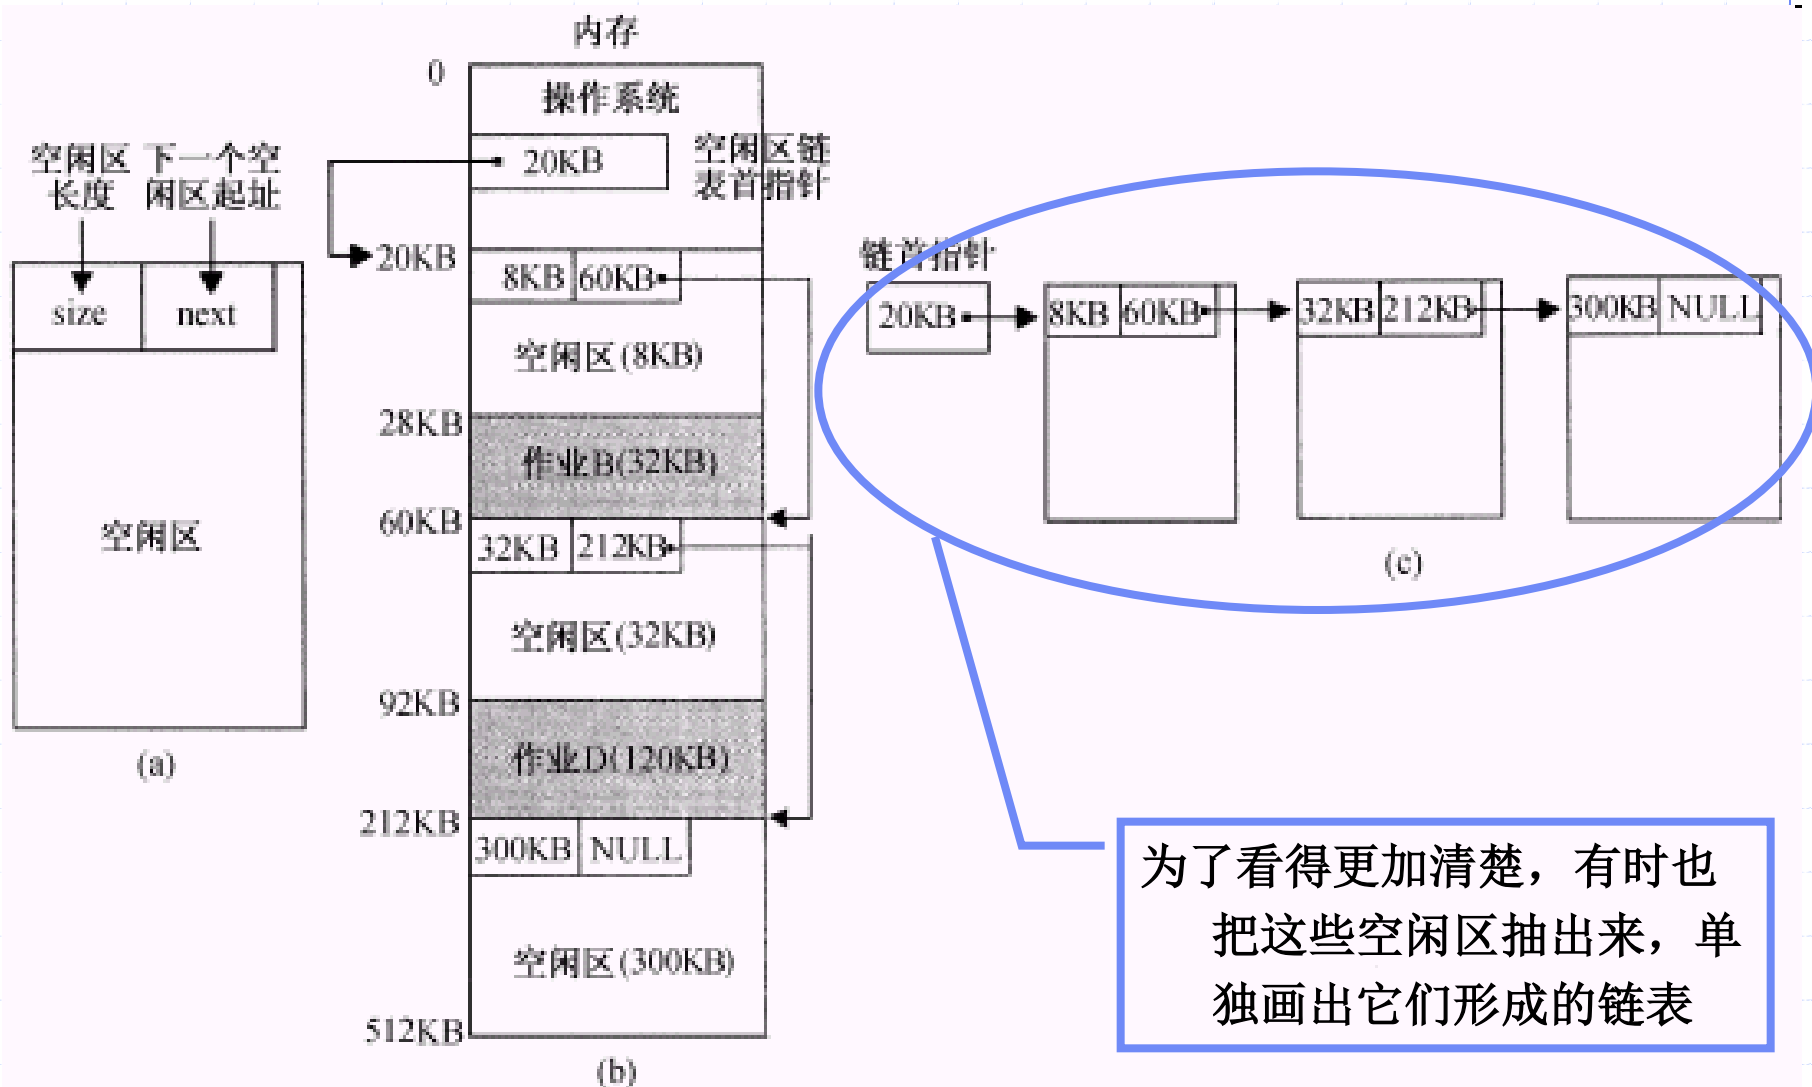 内存
0
操作系统
20KB
空闲区链
表首指针
空闲区
长度
下一个空
闲区起址
size
next
空闲区
(a)
20KB
8KB
60KB
空闲区(8KB)
28KB
作业B(32KB)
60KB
32KB
212KB
空闲区(32KB)
92KB
作业D(120KB)
212KB
300KB
NULL
空闲区(300KB)
512KB
(b)
链首指针
20KB
8KB
60KB
32KB
212KB
300KB
NULL
(c)
为了看得更加清楚，有时也
把这些空闲区抽出来，单
独画出它们形成的链表